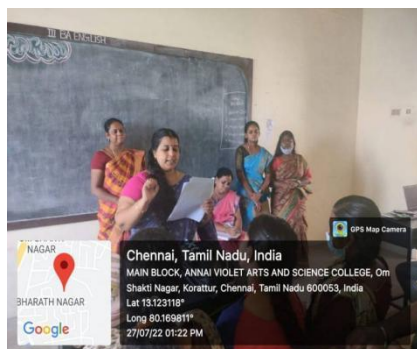 III BA ENGLISH
GPS Map Camera
NAGAR
BHARATH NAGAR
Google
Chennai, Tamil Nadu, India
MAIN BLOCK, ANNAI VIOLET ARTS AND SCIENCE COLLEGE, Om
Shakti Nagar, Korattur, Chennai, Tamil Nadu 600053, India
Lat 13.123118°
Long 80.169811°
27/07/22 01:22 PM